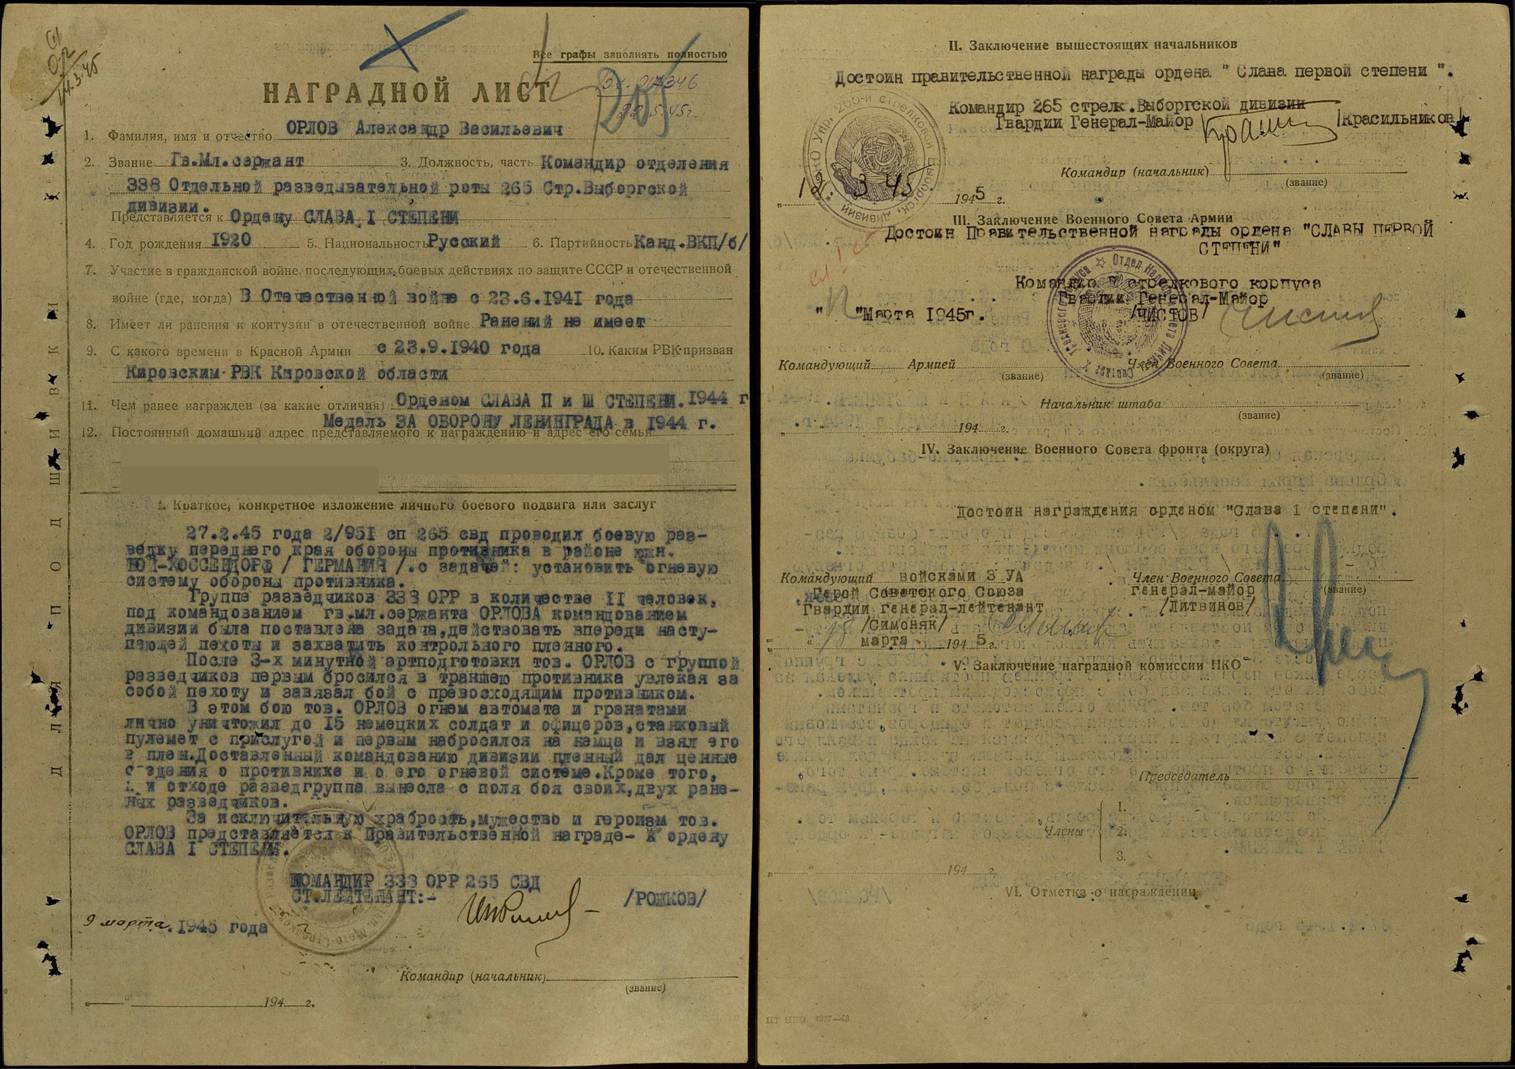 Все графы заполнять полностью
НАГРАДНОЙ ЛИСТ
205
1. Фамилия, имя и отчество ОРЛОВ Александр Васильевич
2. Звание Гв.Мл.сержант 3. Должность, часть Командир отделения
338 Отдельной разведывательной роты 265 Стр.Выборгской
дивизии.
Представляется к Ордену СЛАВА, I СТЕПЕНИ
4. Год рождения 1920 5. Национальность Русский 6. Партийность Канд.ВКП/б/
7. Участие в гражданской войне, последующих боевых действиях по защите СССР и отечественной
войне (где, когда) В Отечественной войне с 23.6.1941 года
8. Имеет ли ранения и контузии в отечественной войне Ранений не имеет
9. С какого времени в Красной Армии с 23.9.1940 года 10. Каким РВК призван
Кировским РВК Кировской области
11. Чем ранее награжден (за какие отличия) Орденом СЛАВА П и Ш СТЕПЕНИ. 1944 г
Медаль ЗА ОБОРОНУ ЛЕНИНГРАДА в 1944 г.
12. Постоянный домашний адрес представляемого к награждению и адрес его семьи
I. Краткое, конкретное изложение личного боевого подвига или заслуг
27.2.45 года 2/951 сп 265 свд проводил боевую раз-
ведку переднего края обороны противника в районе юкн.
НОЙ-КОССЕНДОРФ / ГЕРМАНИЯ /.с задачей: установить огневую
систему обороны противника.
Группе разведчиков 338 ОРР в количестве II человек,
под командованием гв.мл.сержанта ОРЛОВА командованием
дивизии была поставлена задача,действовать впереди насту-
пающей пехоты и захватить контрольного пленного.
После 3-х минутной артподготовки тов. ОРЛОВ с группой
разведчиков первым бросился в траншею противника увлекая за
собой пехоту и завязал бой с превосходящим противником.
В этом бою тов. ОРЛОВ огнем автомата и гранатами
лично уничтожил до 15 немецких солдат и офицеров,станковый
пулемет с прислугой и первым набросился на немца и взял его
в плен.Доставленный командованию дивизии пленный дал ценные
сведения о противнике и о его огневой системе.Кроме того,
и отходе разведгруппа вынесла с поля боя своих,двух ране-
ных разведчиков.
За исключительную храбрость,мужество и героизм тов.
ОРЛОВ представляется к Правительственной награде- к ордену
СЛАВА I СТЕПЕНИ.
КОМАНДИР 338 ОРР 265 СВД
СТ.ЛЕЙТЕНАНТ:- /РОЖКОВ/
9 марта .1945 года
Командир (начальник)
(звание)
" " 194 г.
ДЛЯ ПОДШИВКИ
II. Заключение вышестоящих начальников
Достоин правительственной награды ордена " Слава первой степени ".
Командир 265 стрелк.Выборгской дивизии
Гвардии Генерал-Майор /Красильников/
Командир (начальник)
(звание)
1945 г.
III. Заключение Военного Совета Армии
Достоин Правительственной награды ордена "СЛАВЫ ПЕРВОЙ
СТЕПЕНИ"
Командир стрелкового корпуса
Гвардии Генерал-Майор
" "Марта 1945г. /ЧИСТОВ/
Командующий Армией Член Военного Совета
(звание) (звание)
Начальник штаба
(звание)
" " 194 г.
IV. Заключение Военного Совета фронта (округа)
Достоин награждения орденом "Слава 1 степени".
Командующий войсками 3 УА Член Военного Совета
Герой Советского Союза генерал-майор (звание)
Гвардии генерал-лейтенант /Литвинов/
/Симоняк/
марта 1945 г.
V. Заключение наградной комиссии НКО
Председатель
1.
Члены 2.
3.
" " 194 г.
VI. Отметка о награждении